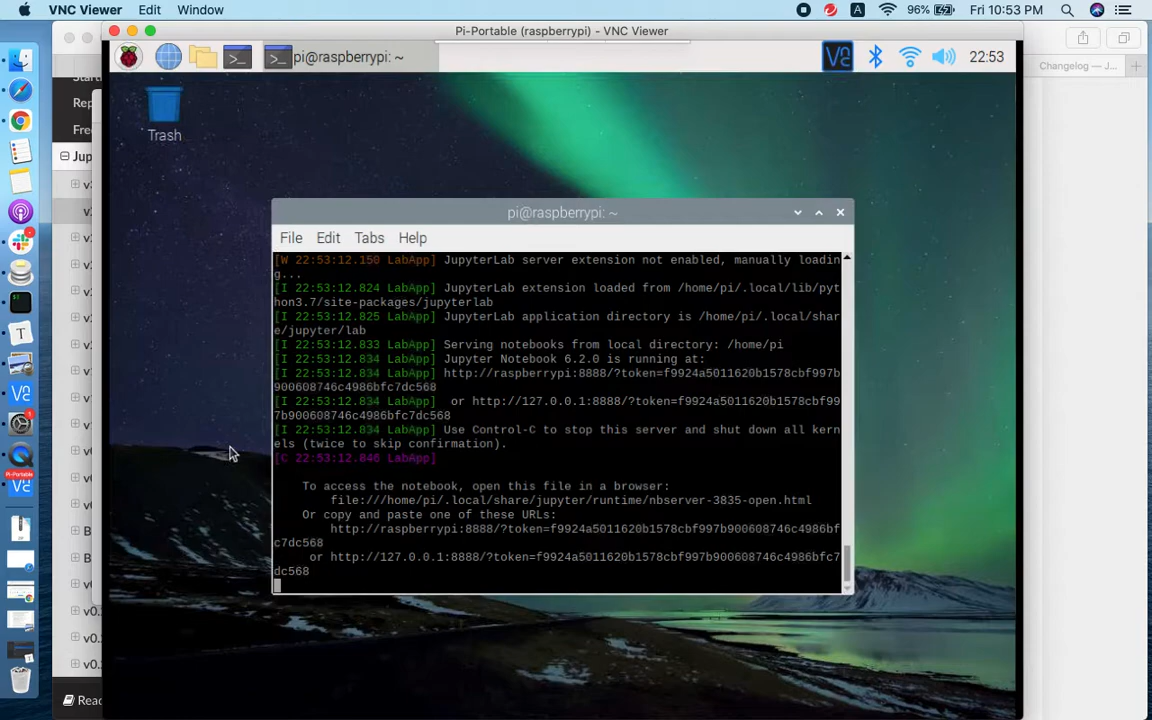 VNC Viewer Edit Window A 96% Fri 10:53 PM
Pi-Portable (raspberrypi) - VNC Viewer
pi@raspberrypi: ~ 22:53
Changelog — J...
Rep
Fre
Jup
Trash
pi@raspberrypi: ~
File Edit Tabs Help
[W 22:53:12.150 LabApp] JupyterLab server extension not enabled, manually loadin
g...
[I 22:53:12.824 LabApp] JupyterLab extension loaded from /home/pi/.local/lib/pyt
hon3.7/site-packages/jupyterlab
[I 22:53:12.825 LabApp] JupyterLab application directory is /home/pi/.local/shar
e/jupyter/lab
[I 22:53:12.833 LabApp] Serving notebooks from local directory: /home/pi
[I 22:53:12.834 LabApp] Jupyter Notebook 6.2.0 is running at:
[I 22:53:12.834 LabApp] http://raspberrypi:8888/?token=f9924a5011620b1578cbf997b
900608746c4986bfc7dc568
[I 22:53:12.834 LabApp]  or http://127.0.0.1:8888/?token=f9924a5011620b1578cbf99
7b900608746c4986bfc7dc568
[I 22:53:12.834 LabApp] Use Control-C to stop this server and shut down all kern
els (twice to skip confirmation).
[C 22:53:12.846 LabApp]
To access the notebook, open this file in a browser:
file:///home/pi/.local/share/jupyter/runtime/nbserver-3835-open.html
Or copy and paste one of these URLs:
http://raspberrypi:8888/?token=f9924a5011620b1578cbf997b900608746c4986bf
c7dc568
or http://127.0.0.1:8888/?token=f9924a5011620b1578cbf997b900608746c4986bfc7
dc568
Pi-Portable
Reac